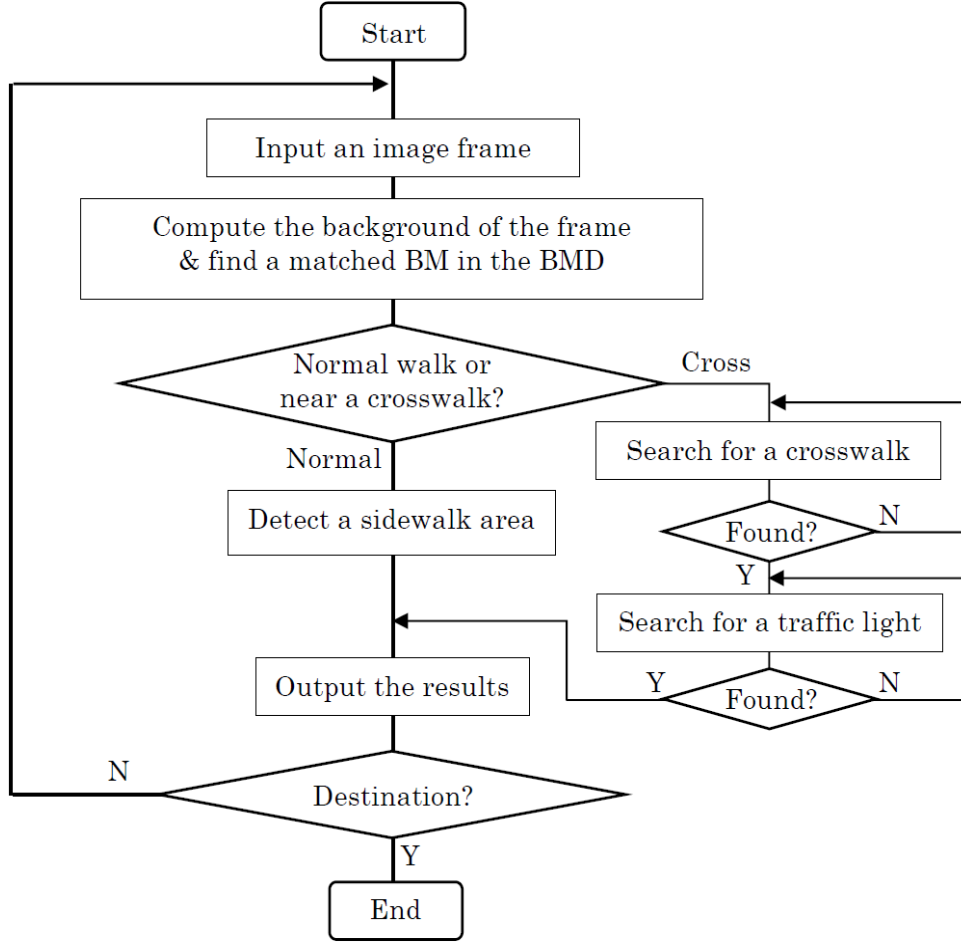 Start
Input an image frame
Compute the background of the frame
& find a matched BM in the BMD
Normal walk or
near a crosswalk?
Cross
Normal
Search for a crosswalk
Found?
N
Y
Detect a sidewalk area
Search for a traffic light
Found?
Y
N
Output the results
Destination?
N
Y
End